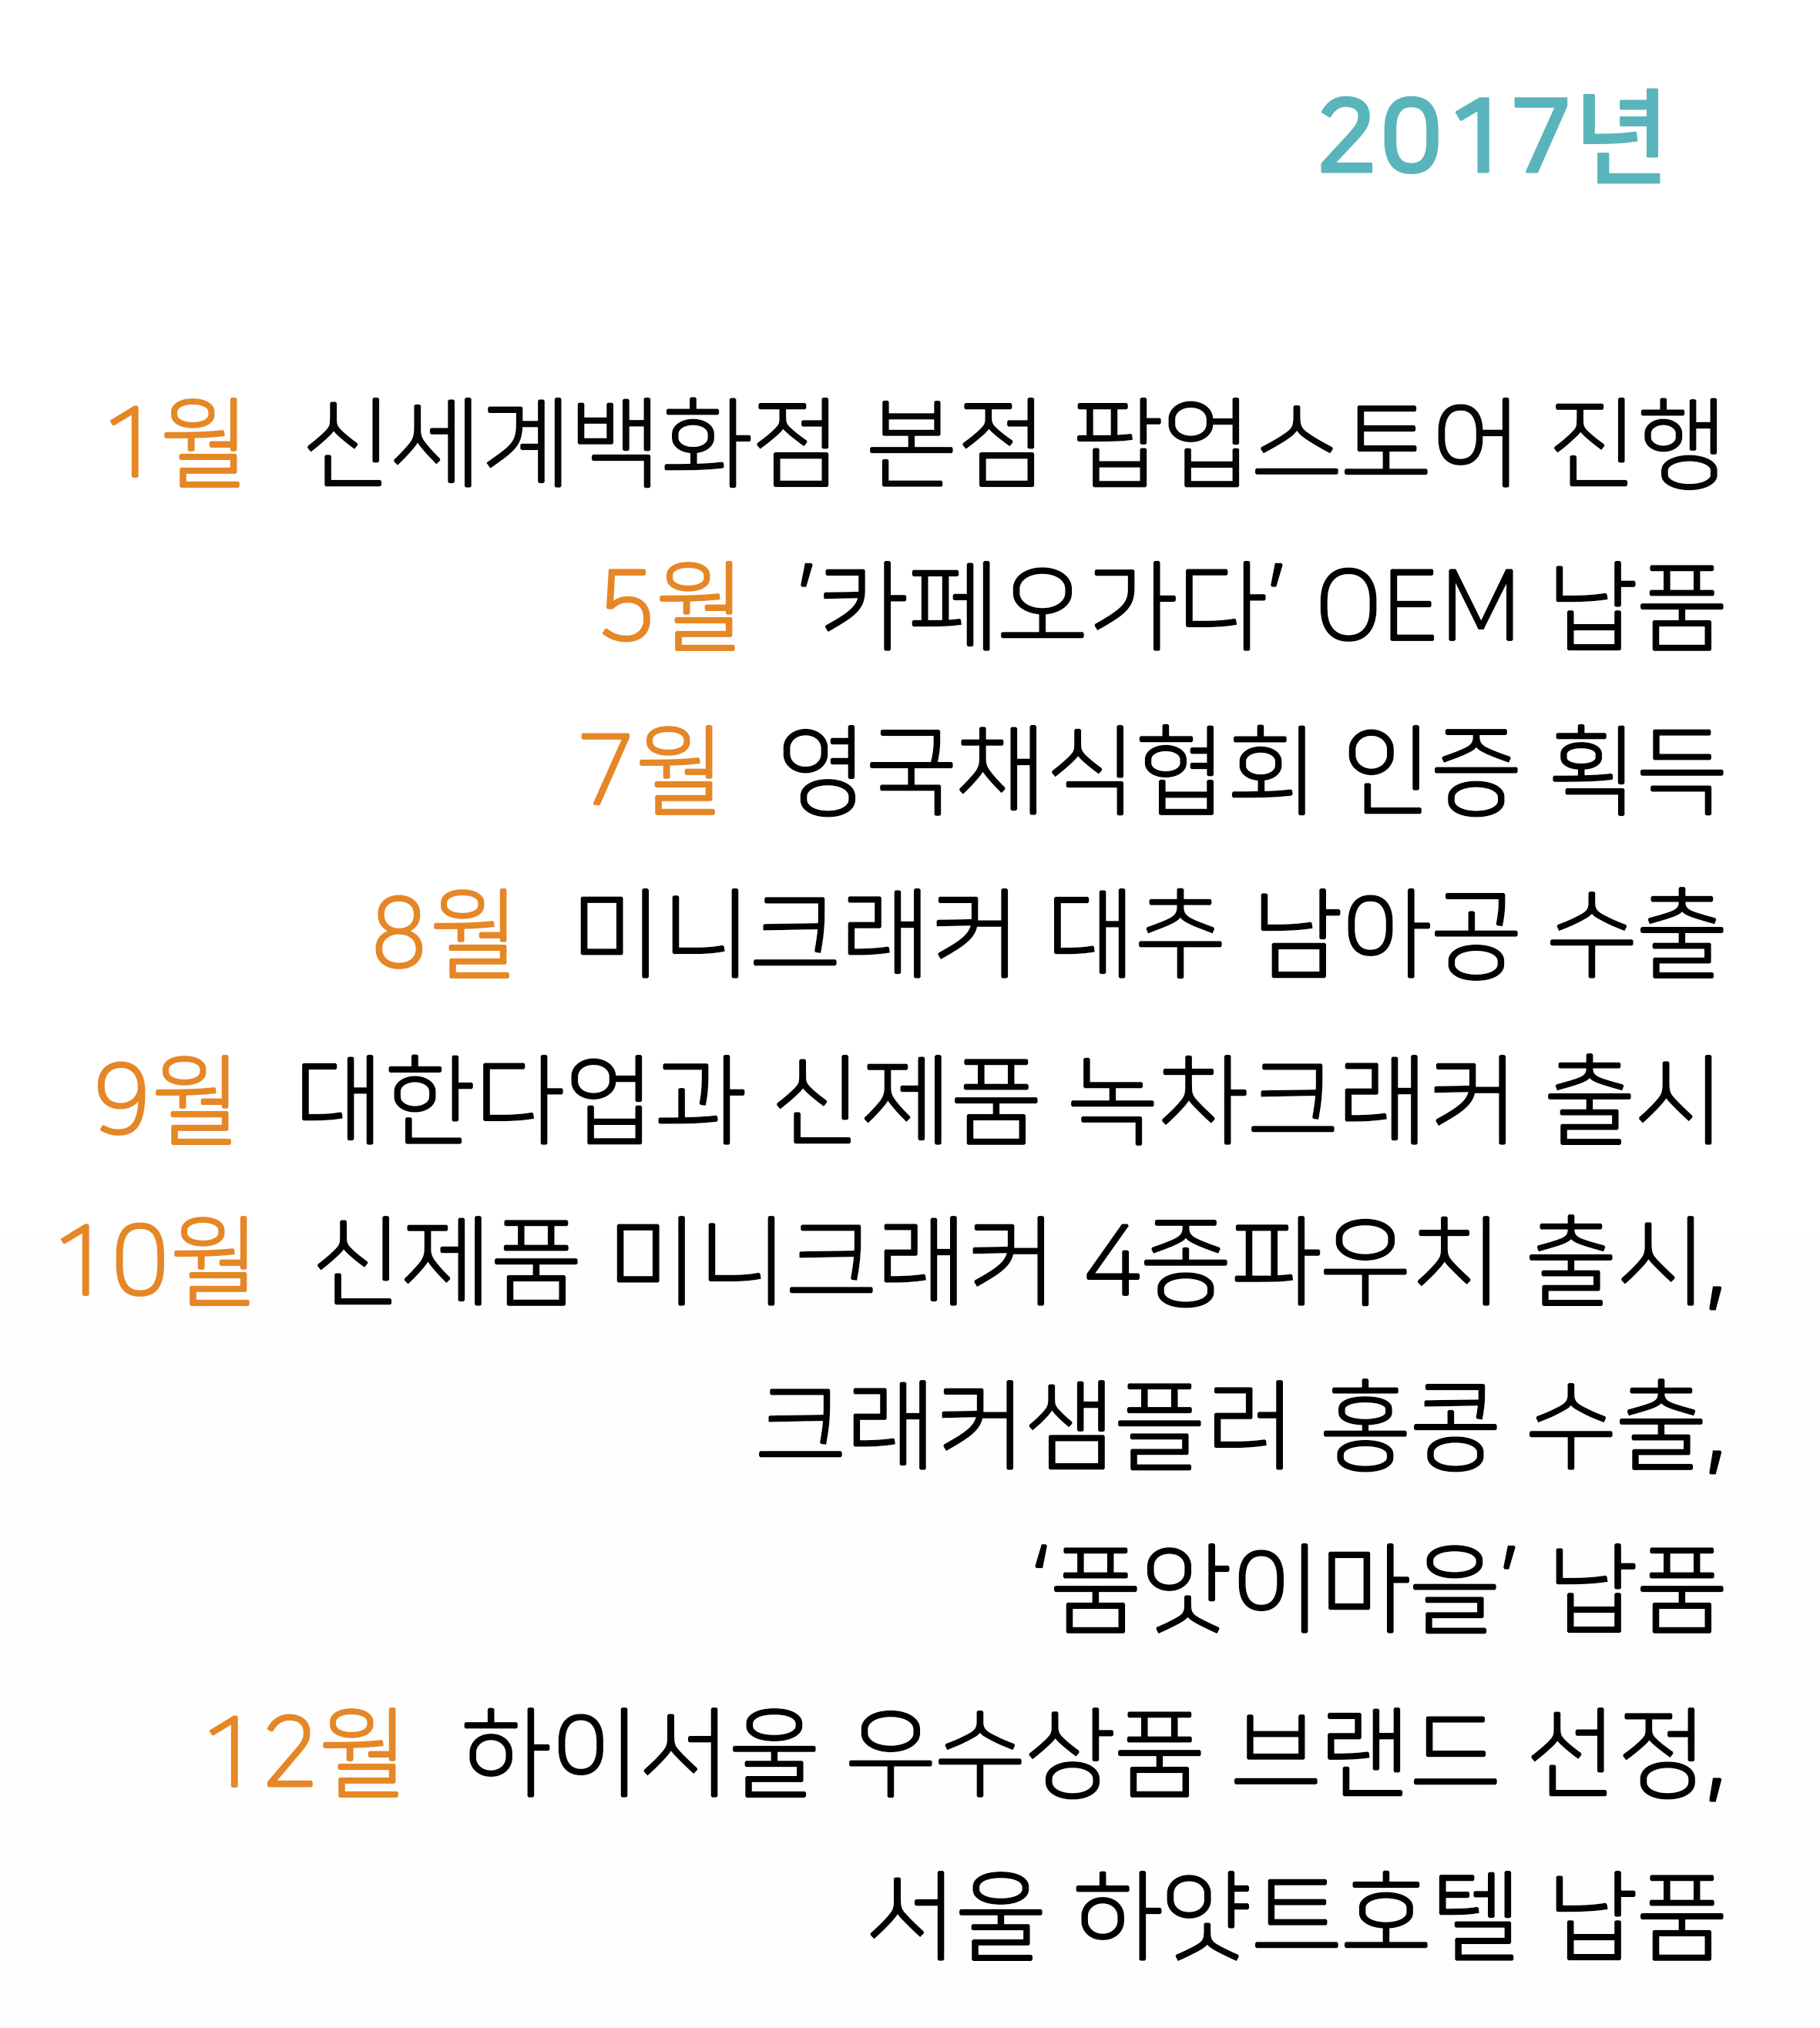 2017년
1월 신세계백화점 본점 팝업스토어 진행
5월 '카페오가다' OEM 납품
7월 영국채식협회 인증 획득
8월 미니크래커 대추 남아공 수출
9월 대한다업과 신제품 녹차크래커 출시
10월 신제품 미니크래커 4종파우치 출시,
크래커샘플러 홍콩 수출,
‘품앗이마을’ 납품
12월 하이서울 우수상품 브랜드 선정,
서울 하얏트호텔 납품